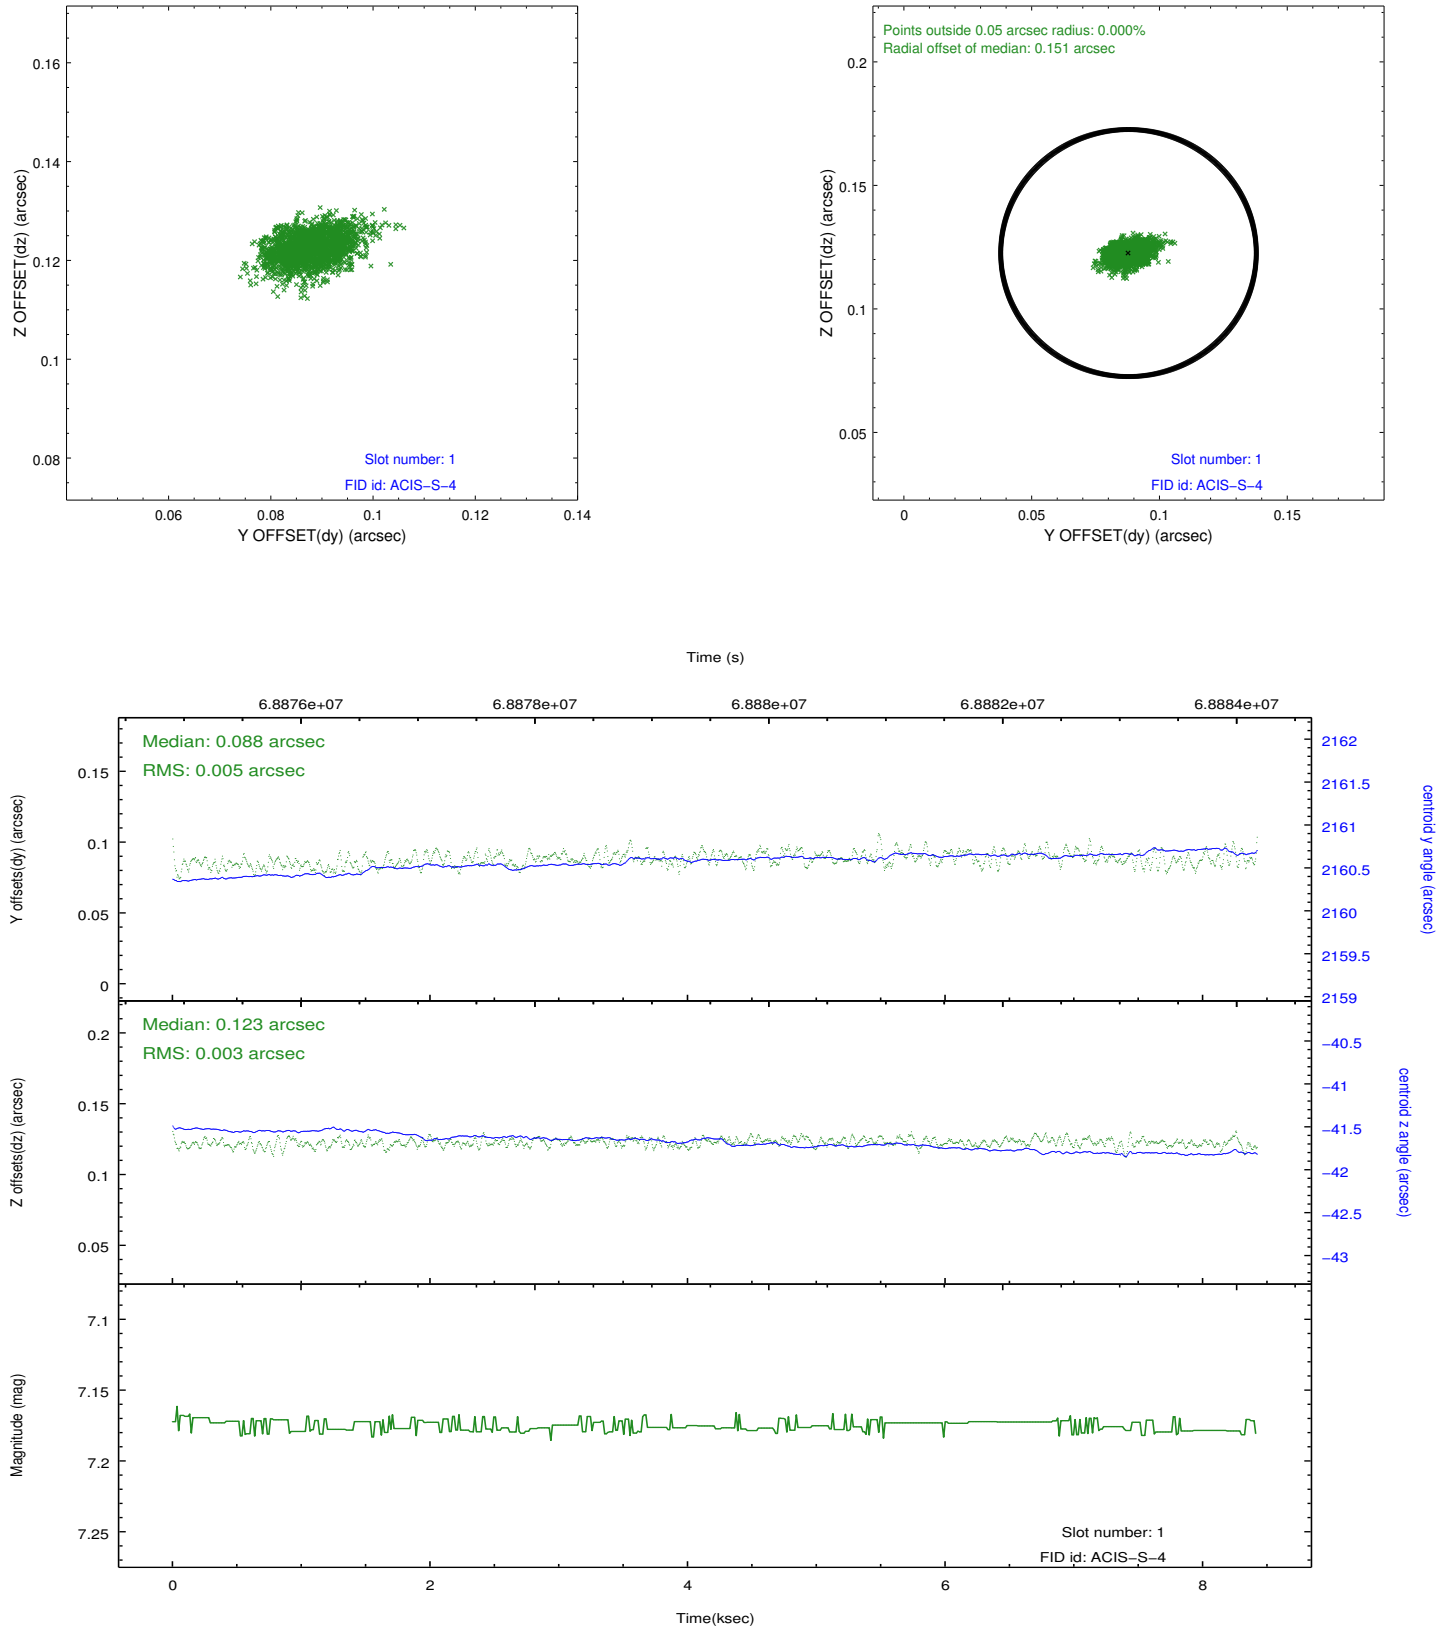 0.16
0.14
0.12
0.1
0.08
Z OFFSET(dz) (arcsec)
Slot number: 1
FID id: ACIS−S−4
0.06 0.08 0.1 0.12 0.14
Y OFFSET(dy) (arcsec)
Points outside 0.05 arcsec radius: 0.000%
Radial offset of median: 0.151 arcsec
0.2
0.15
0.1
0.05
Z OFFSET(dz) (arcsec)
Slot number: 1
FID id: ACIS−S−4
0 0.05 0.1 0.15
Y OFFSET(dy) (arcsec)
Time (s)
6.8876e+07 6.8878e+07 6.888e+07 6.8882e+07 6.8884e+07
Median: 0.088 arcsec
RMS: 0.005 arcsec
0.15
0.1
0.05
0
Y offsets(dy) (arcsec)
2162
2161.5
2161
2160.5
2160
2159.5
2159
centroid y angle (arcsec)
Median: 0.123 arcsec
RMS: 0.003 arcsec
0.2
0.15
0.1
0.05
Z offsets(dz) (arcsec)
−40.5
−41
−41.5
−42
−42.5
−43
centroid z angle (arcsec)
7.1
7.15
7.2
7.25
Magnitude (mag)
Slot number: 1
FID id: ACIS−S−4
0 2 4 6 8
Time(ksec)